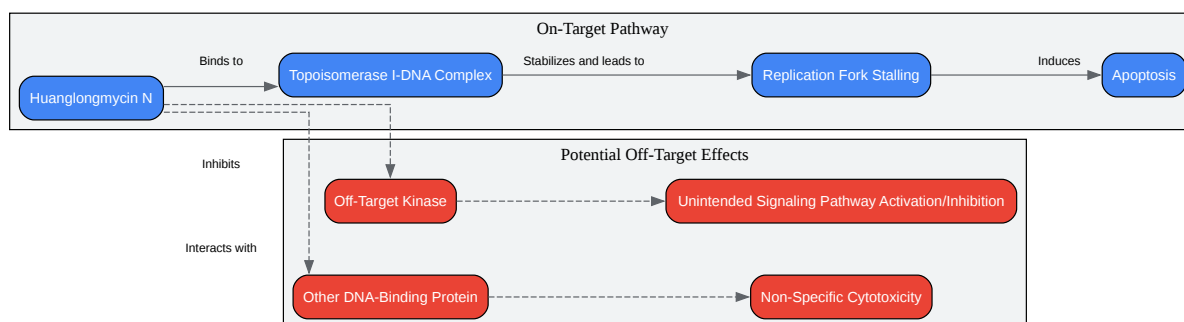 On-Target Pathway
Binds to
Topoisomerase I-DNA Complex
Stabilizes and leads to
Replication Fork Stalling
Induces
Apoptosis
Huanglongmycin N
Potential Off-Target Effects
Inhibits
Off-Target Kinase
Unintended Signaling Pathway Activation/Inhibition
Interacts with
Other DNA-Binding Protein
Non-Specific Cytotoxicity